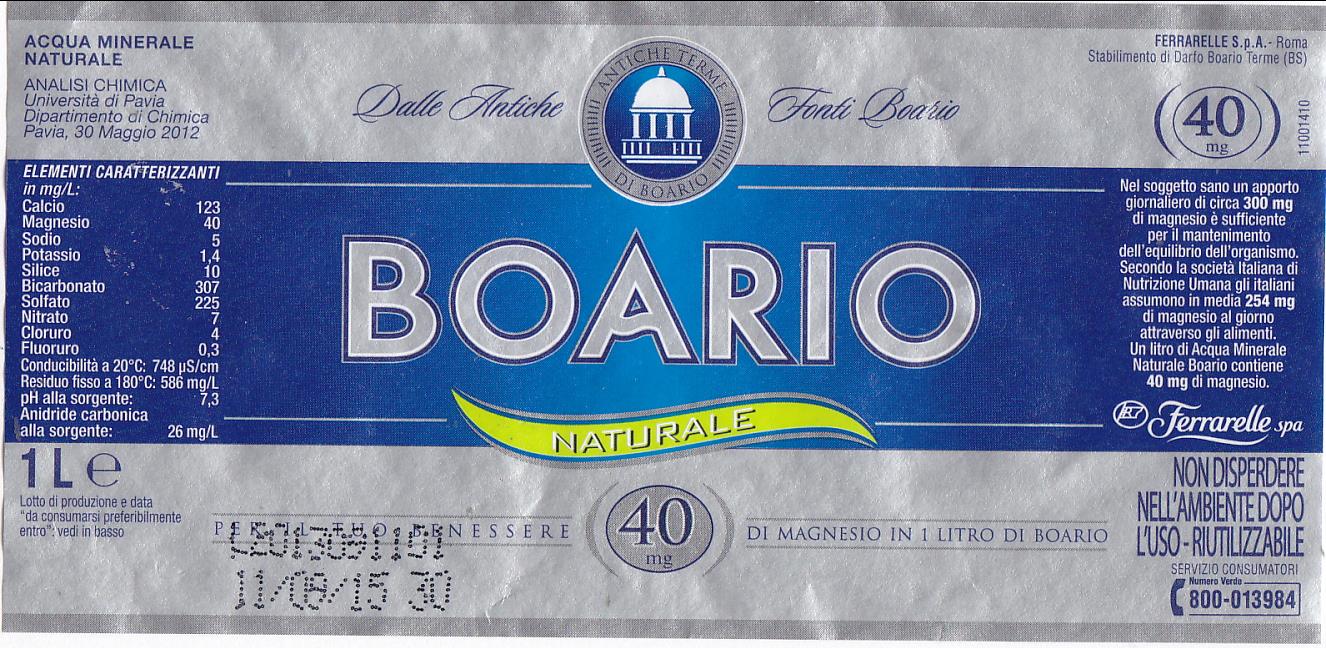 ACQUA MINERALE
NATURALE
ANALISI CHIMICA
Università di Pavia
Dipartimento di Chimica
Pavia, 30 Maggio 2012
Dalle Antiche
ANTICHE TERME
DI BOARIO
Fonti Boario
FERRARELLE S.p.A.- Roma
Stabilimento di Darfo Boario Terme (BS)
40
mg
11001410
ELEMENTI CARATTERIZZANTI
in mg/L:
Calcio 123
Magnesio 40
Sodio 5
Potassio 1,4
Silice 10
Bicarbonato 307
Solfato 225
Nitrato 7
Cloruro 4
Fluoruro 0,3
Conducibilità a 20°C: 748 µS/cm
Residuo fisso a 180°C: 586 mg/L
pH alla sorgente: 7,3
Anidride carbonica
alla sorgente: 26 mg/L
BOARIO
NATURALE
Nel soggetto sano un apporto
giornaliero di circa 300 mg
di magnesio è sufficiente
per il mantenimento
dell'equilibrio dell'organismo.
Secondo la società Italiana di
Nutrizione Umana gli italiani
assumono in media 254 mg
di magnesio al giorno
attraverso gli alimenti.
Un litro di Acqua Minerale
Naturale Boario contiene
40 mg di magnesio.
Ferrarelle spa
1 L e
Lotto di produzione e data
"da consumarsi preferibilmente
entro": vedi in basso
PER IL TUO BENESSERE
40
mg
DI MAGNESIO IN 1 LITRO DI BOARIO
11/08/15 30
NON DISPERDERE
NELL'AMBIENTE DOPO
L'USO - RIUTILIZZABILE
SERVIZIO CONSUMATORI
Numero Verde
800-013984